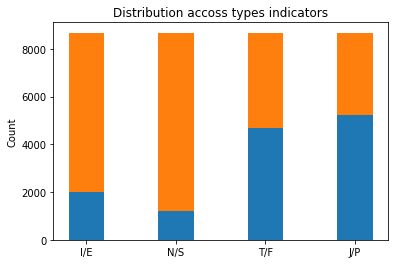 Distribution accoss types indicators
8000
6000
4000
2000
0
Count
I/E
N/S
T/F
J/P